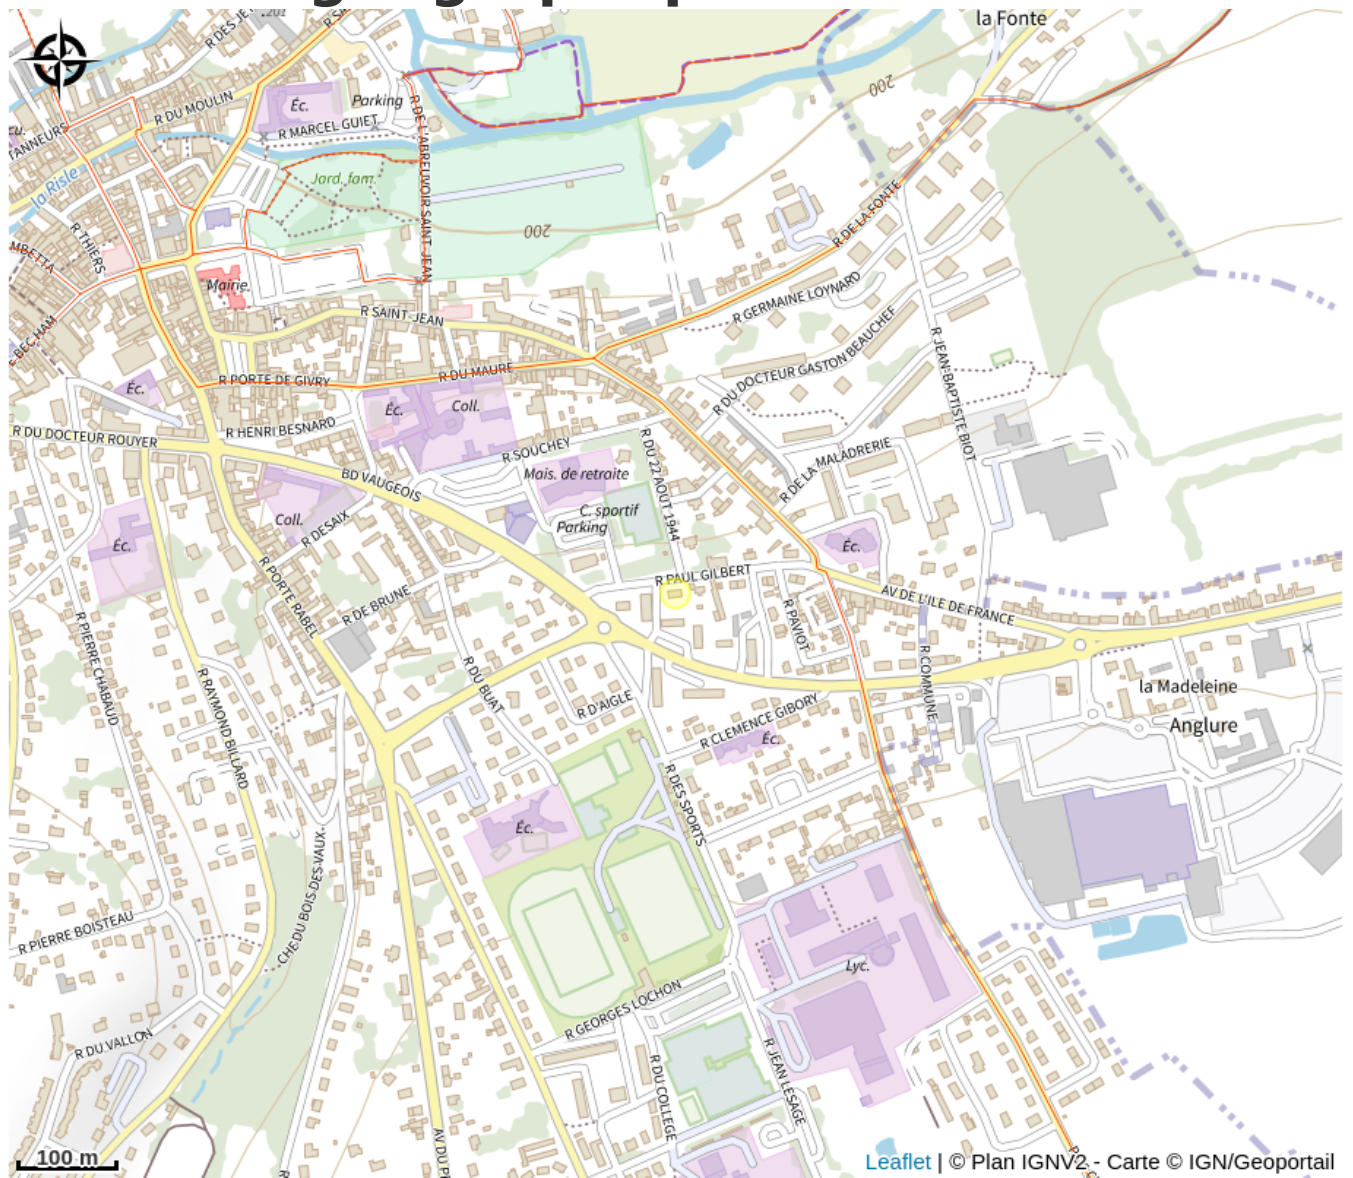 la Fonte
R DES JE
.201
R DU MOULIN
Éc.
Parking
R MARCEL GUIET
R DE L'ABREUVOIR SAINT-JEAN
200
TANNEURS
la Risle
Jard. fam.
200
R DE LA FONTE
R THIERS
MBETTA
Mairie
R GERMAINE LOYNARD
R SAINT-JEAN
BECHAM
R DU DOCTEUR GASTON BEAUCHEF
R JEAN-BAPTISTE BIOT
R DU MAURE
R PORTE DE GIVRY
Éc.
Éc.
Coll.
R HENRI BESNARD
R DU DOCTEUR ROUYER
R SOUCHEY
R DU 22 AOUT 1944
R DE LA MALADRERIE
BD VAUGEOIS
Mais. de retraite
C. sportif
Parking
Coll.
R DESAIX
Éc.
Éc.
R PORTE RABEL
R PAUL GILBERT
R DE BRUNE
AV DE L'ILE DE FRANCE
R PAVIOT
R PIERRE CHABAUD
R RAYMOND BILLARD
R DU BUAT
R COMMUNE
la Madeleine
R D'AIGLE
R CLEMENCE GIBORY
Éc.
Anglure
R DES SPORTS
Éc.
CHE DU BOIS DES VAUX
R PIERRE BOISTEAU
Lyc.
R GEORGES LOCHON
R DU VALLON
R DU COLLEGE
R JEAN LESAGE
AV DU P
100 m
Leaflet | © Plan IGNV2 - Carte © IGN/Geoportail